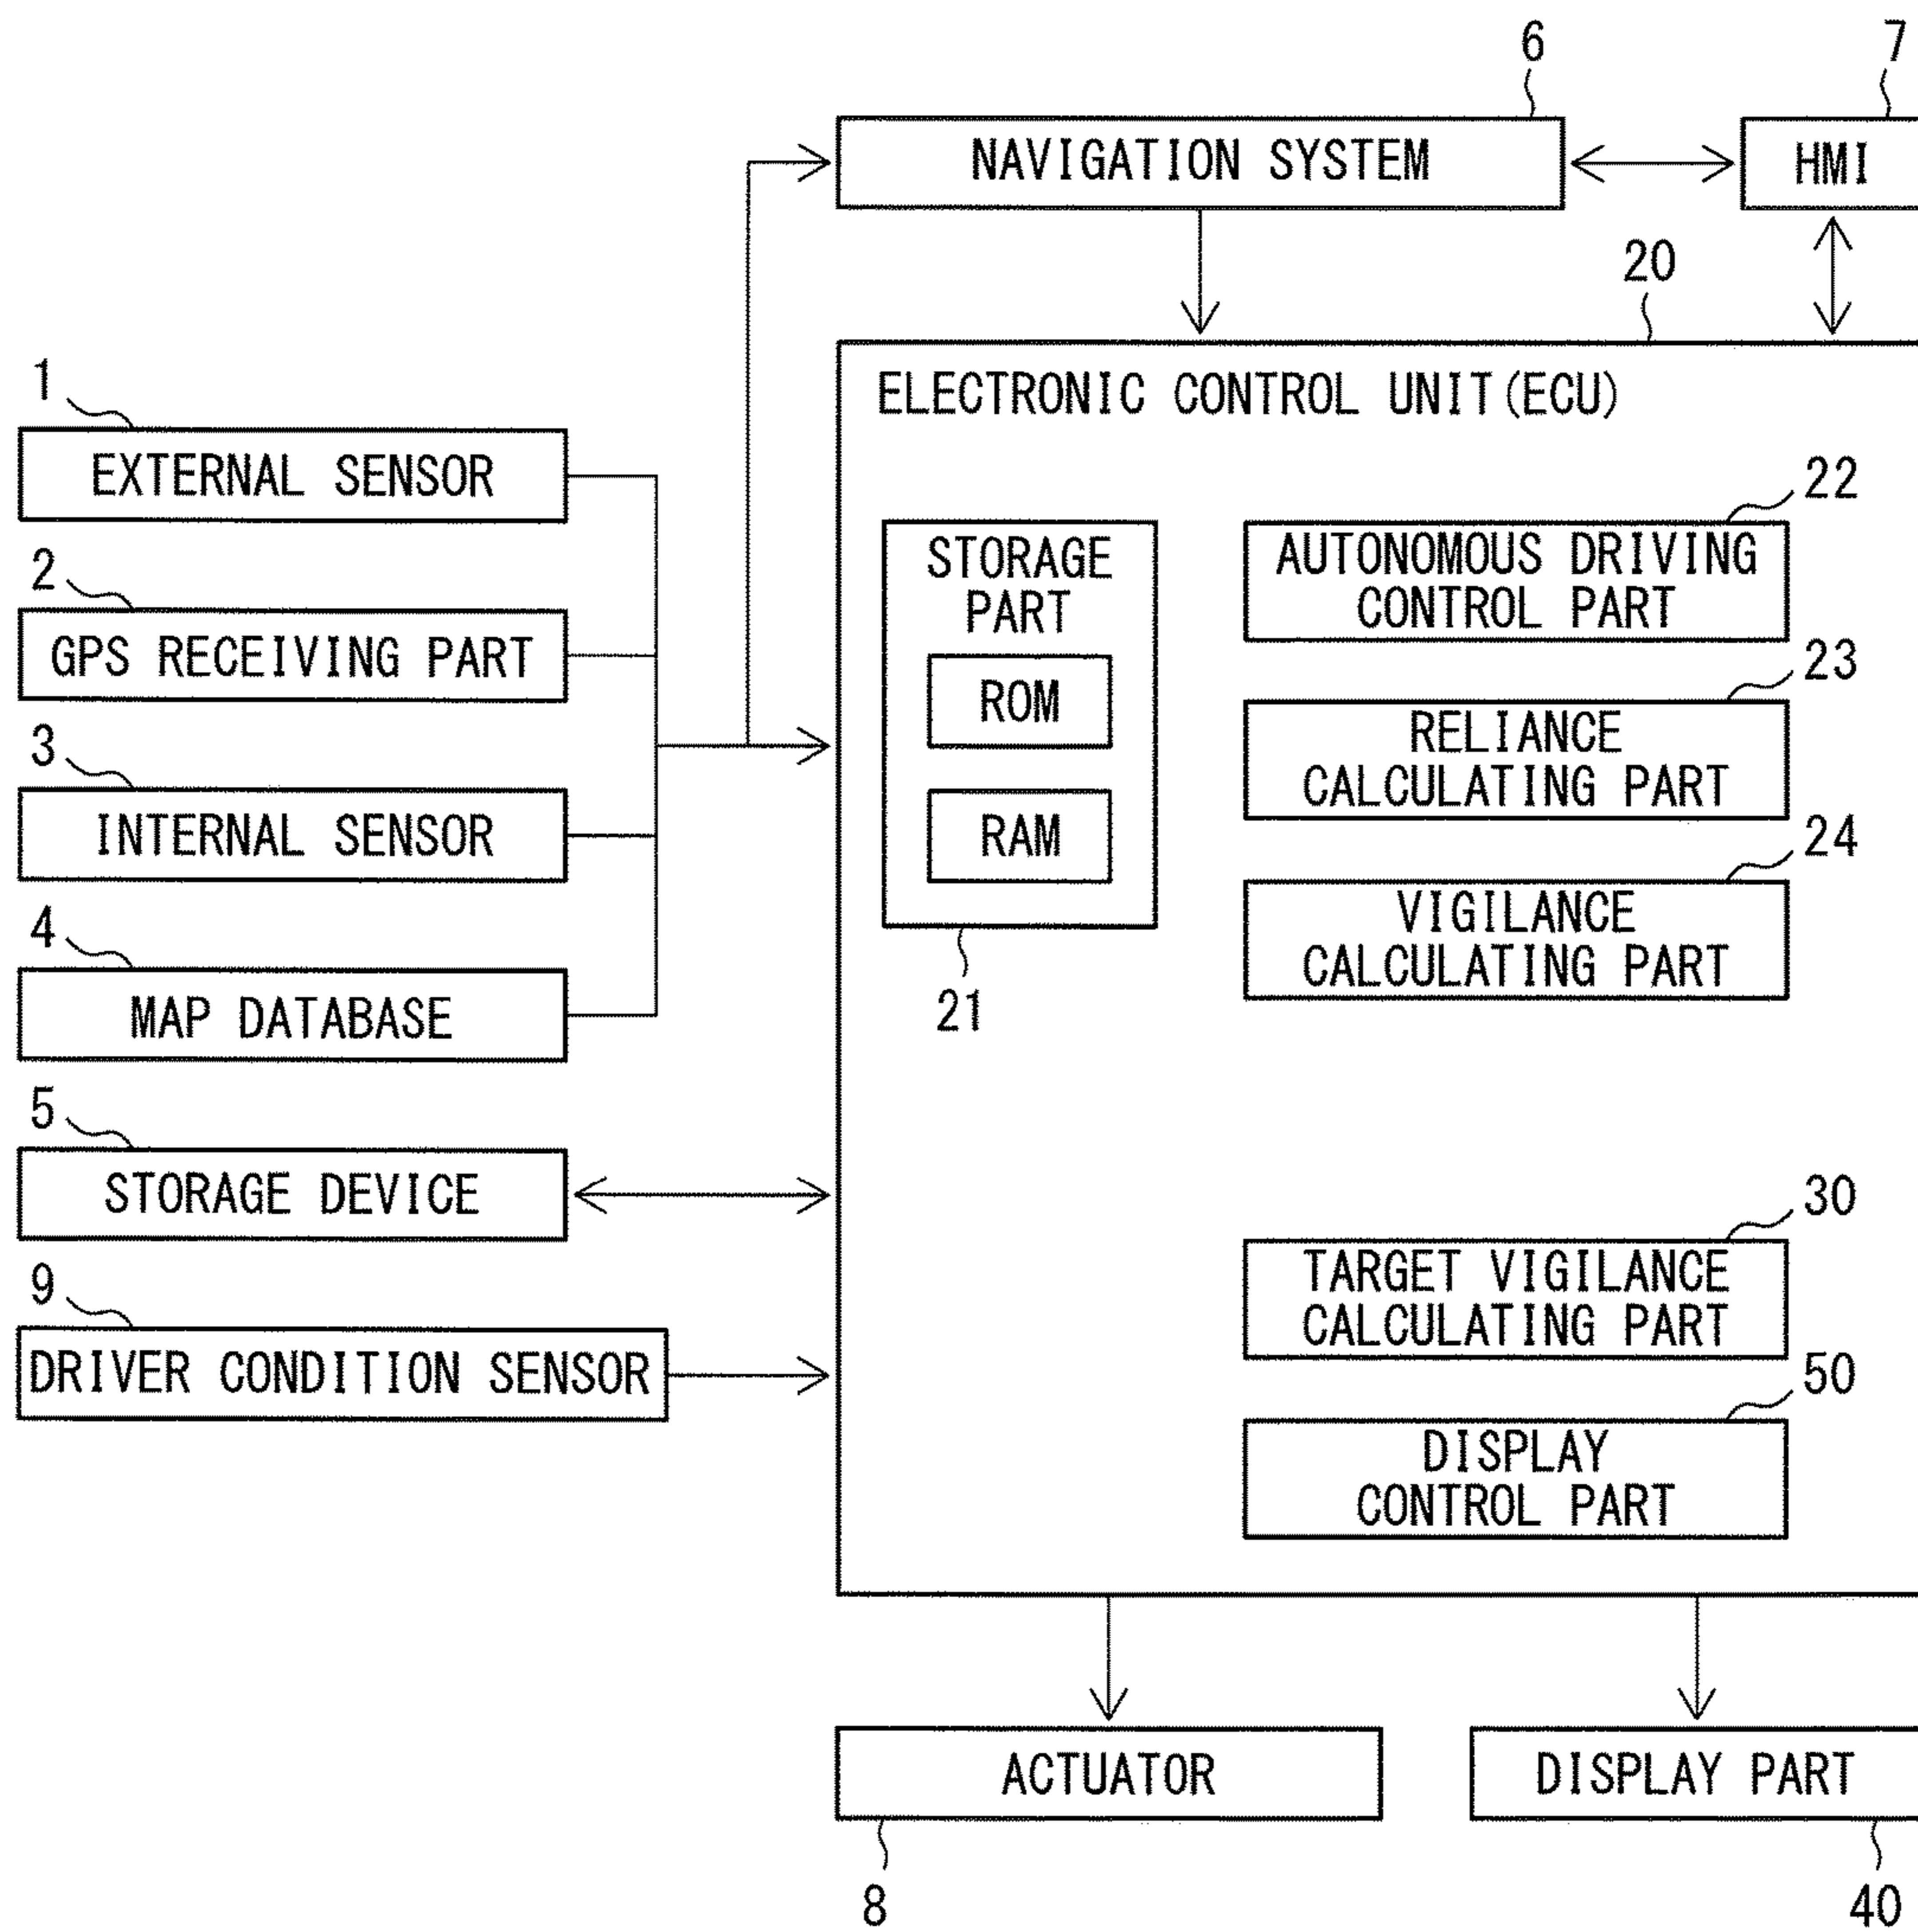 6
7
NAVIGATION SYSTEM
HMI
20
ELECTRONIC CONTROL UNIT(ECU)
1
EXTERNAL SENSOR
2
GPS RECEIVING PART
3
INTERNAL SENSOR
4
MAP DATABASE
5
STORAGE DEVICE
9
DRIVER CONDITION SENSOR
STORAGE
PART
ROM
RAM
21
22
AUTONOMOUS DRIVING
CONTROL PART
23
RELIANCE
CALCULATING PART
24
VIGILANCE
CALCULATING PART
30
TARGET VIGILANCE
CALCULATING PART
50
DISPLAY
CONTROL PART
ACTUATOR
8
DISPLAY PART
40